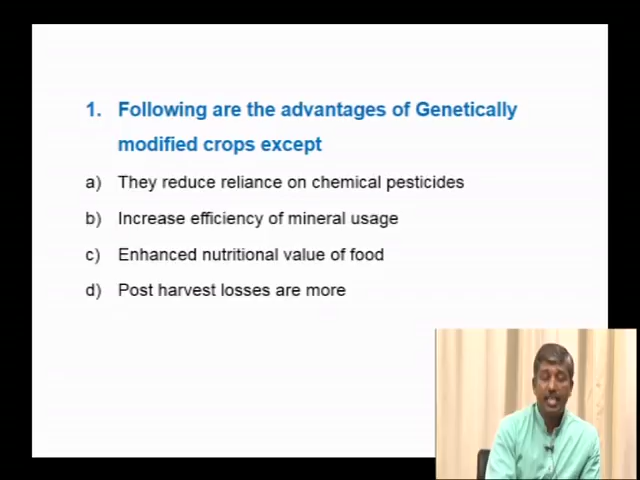 1. Following are the advantages of Genetically
modified crops except
a) They reduce reliance on chemical pesticides
b) Increase efficiency of mineral usage
c) Enhanced nutritional value of food
d) Post harvest losses are more